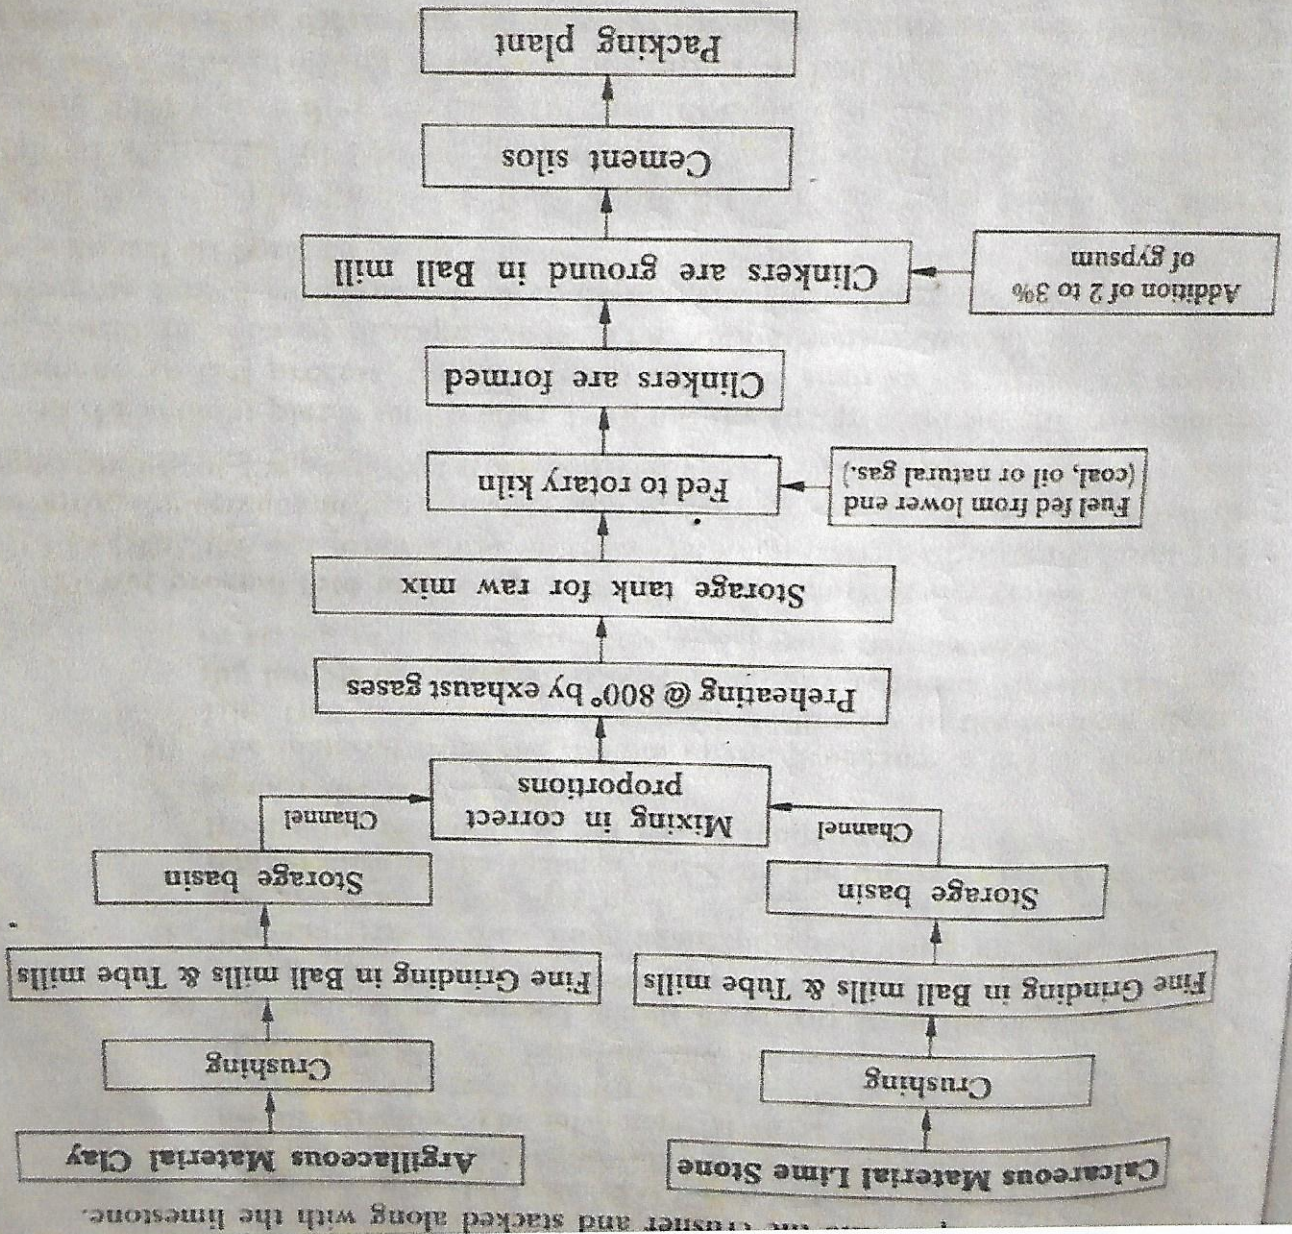 the crusher and stacked along with the limestone.
Calcareous Material Lime Stone
Argillaceous Material Clay
Crushing
Crushing
Fine Grinding in Ball mills & Tube mills
Fine Grinding in Ball mills & Tube mills
Storage basin
Storage basin
Channel
Channel
Mixing in correct
proportions
Preheating @ 800° by exhaust gases
Storage tank for raw mix
Fuel fed from lower end
(coal, oil or natural gas.)
Fed to rotary kiln
Clinkers are formed
Addition of 2 to 3%
of gypsum
Clinkers are ground in Ball mill
Cement silos
Packing plant